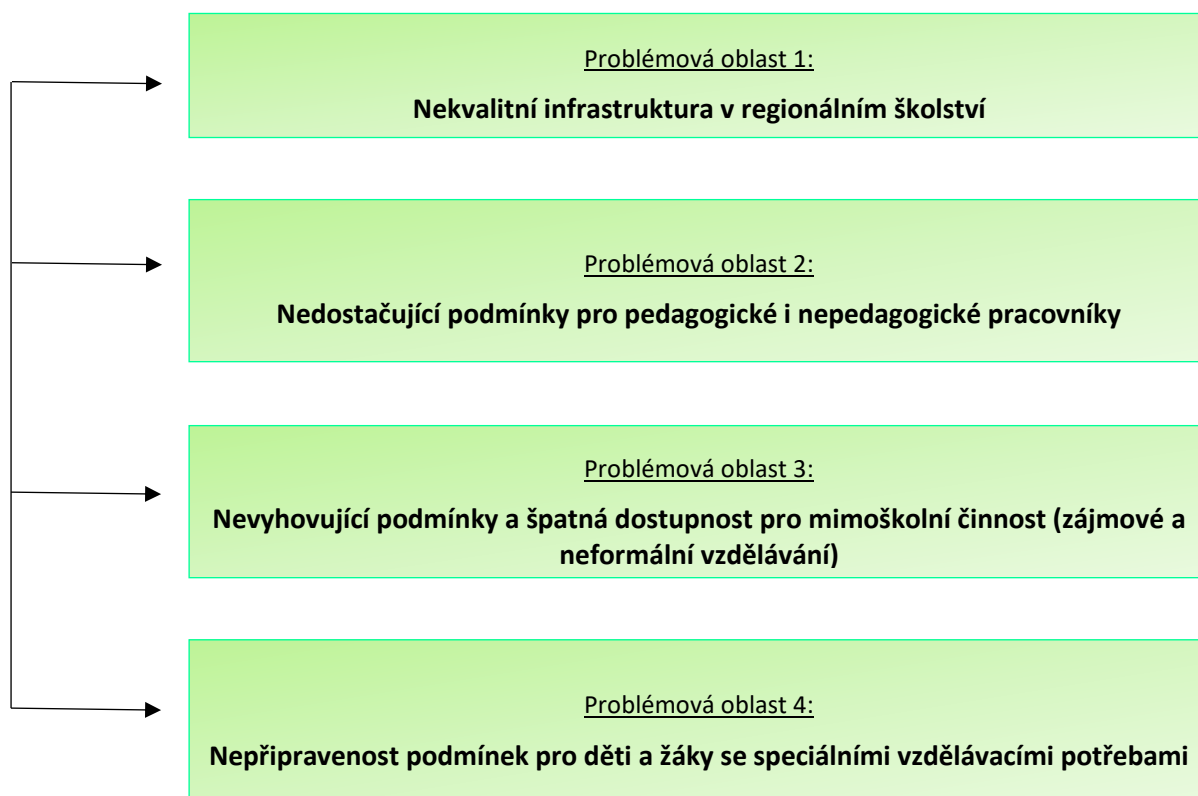 Problémová oblast 1:
Nekvalitní infrastruktura v regionálním školství
Problémová oblast 2:
Nedostačující podmínky pro pedagogické i nepedagogické pracovníky
Problémová oblast 3:
Nevyhovující podmínky a špatná dostupnost pro mimoškolní činnost (zájmové a
neformální vzdělávání)
Problémová oblast 4:
Nepřipravenost podmínek pro děti a žáky se speciálními vzdělávacími potřebami